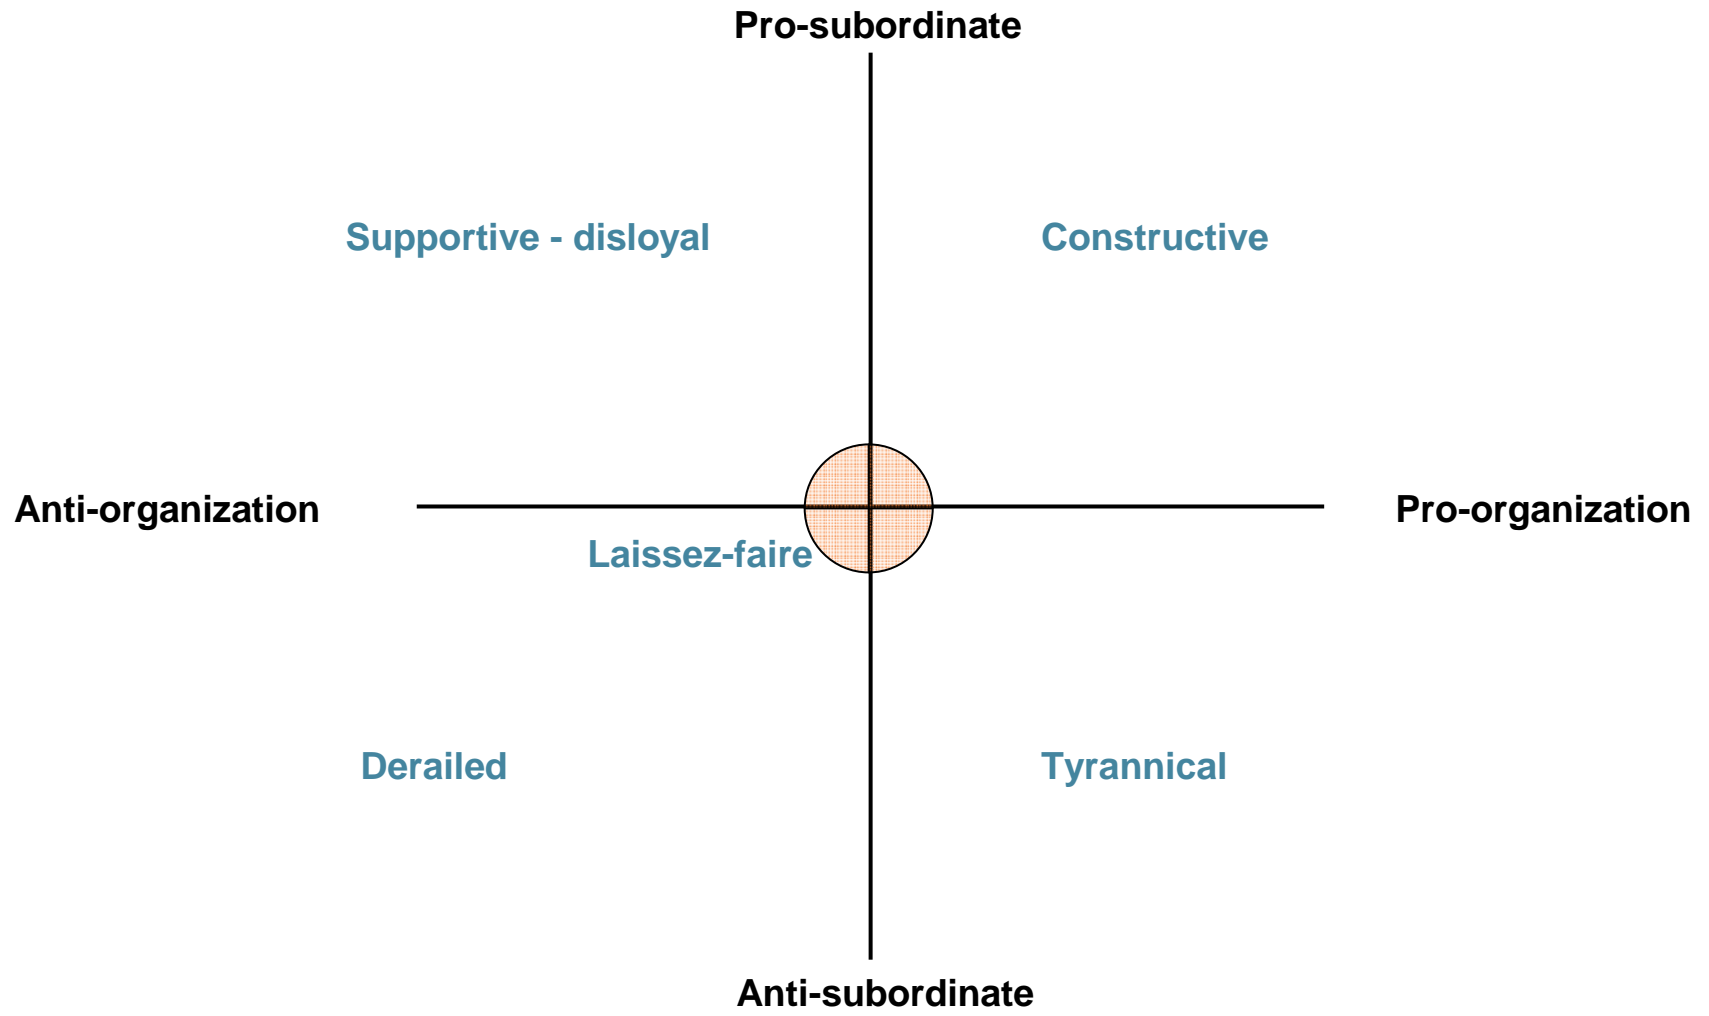 Pro-subordinate
Supportive - disloyal
Constructive
Anti-organization
Pro-organization
Laissez-faire
Derailed
Tyrannical
Anti-subordinate